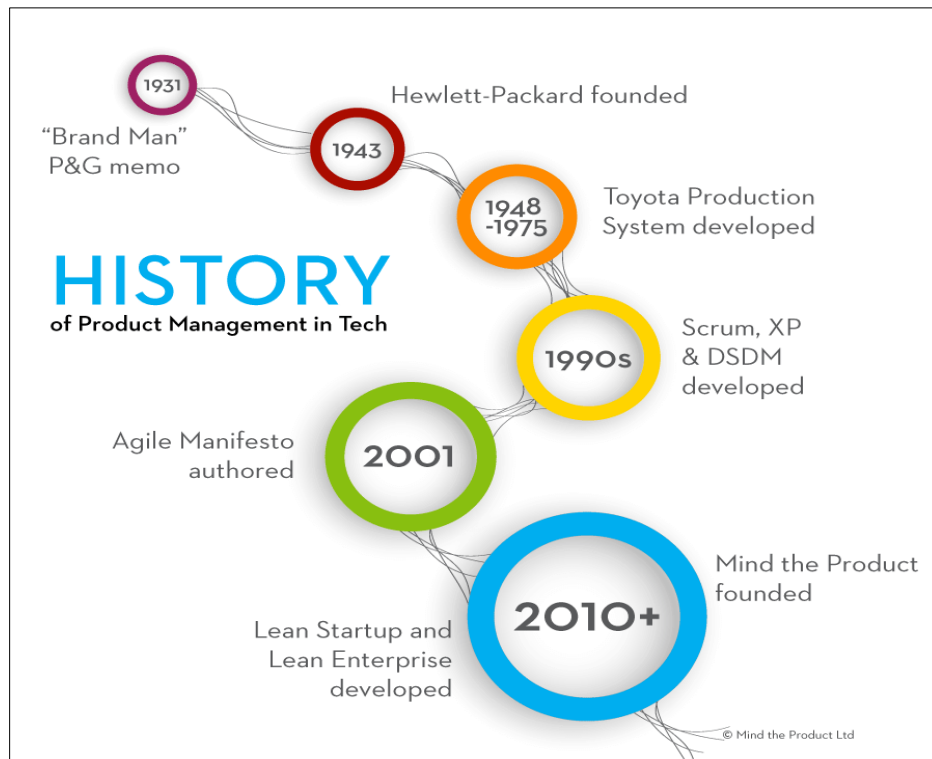 1931
“Brand Man”
P&G memo
Hewlett-Packard founded
1943
1948
-1975
Toyota Production
System developed
HISTORY
of Product Management in Tech
1990s
Scrum, XP
& DSDM
developed
Agile Manifesto
authored
2001
Mind the Product
founded
2010+
Lean Startup and
Lean Enterprise
developed
© Mind the Product Ltd